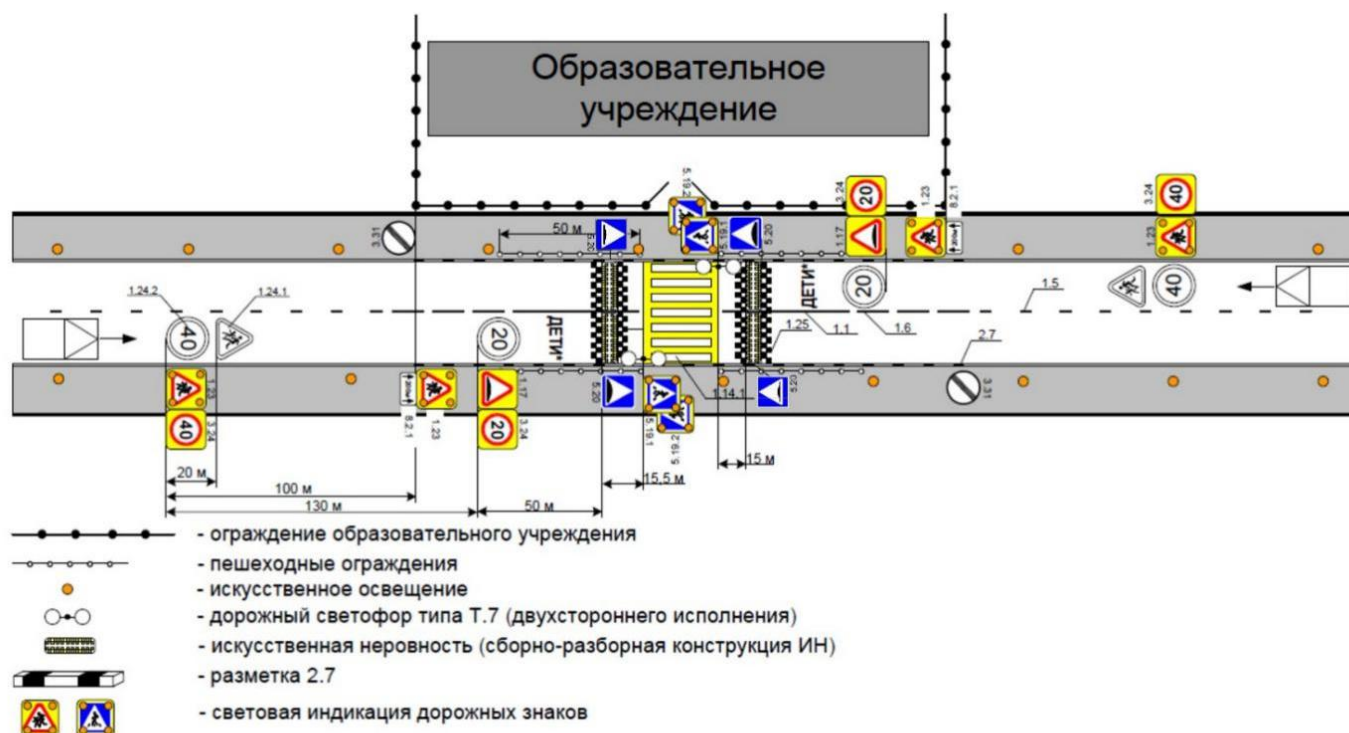 Образовательное
учреждение
5.19.2
3.24
20
1.23
8.2.1
3.24
40
3.31
50 м
5.20
5.19.1
5.20
1.17
1.23
1.24.2
1.24.1
ДЕТИ*
20
40
1.5
40
20
ДЕТИ*
1.1
1.6
1.25
2.7
1.23
8.2.1
1.23
1.17
5.20
1.14.1
5.20
3.31
40
3.24
20
3.24
5.19.1
5.19.2
20 м
15,5 м
15 м
100 м
130 м
50 м
- ограждение образовательного учреждения
- пешеходные ограждения
- искусственное освещение
- дорожный светофор типа Т.7 (двухстороннего исполнения)
- искусственная неровность (сборно-разборная конструкция ИН)
- разметка 2.7
- световая индикация дорожных знаков